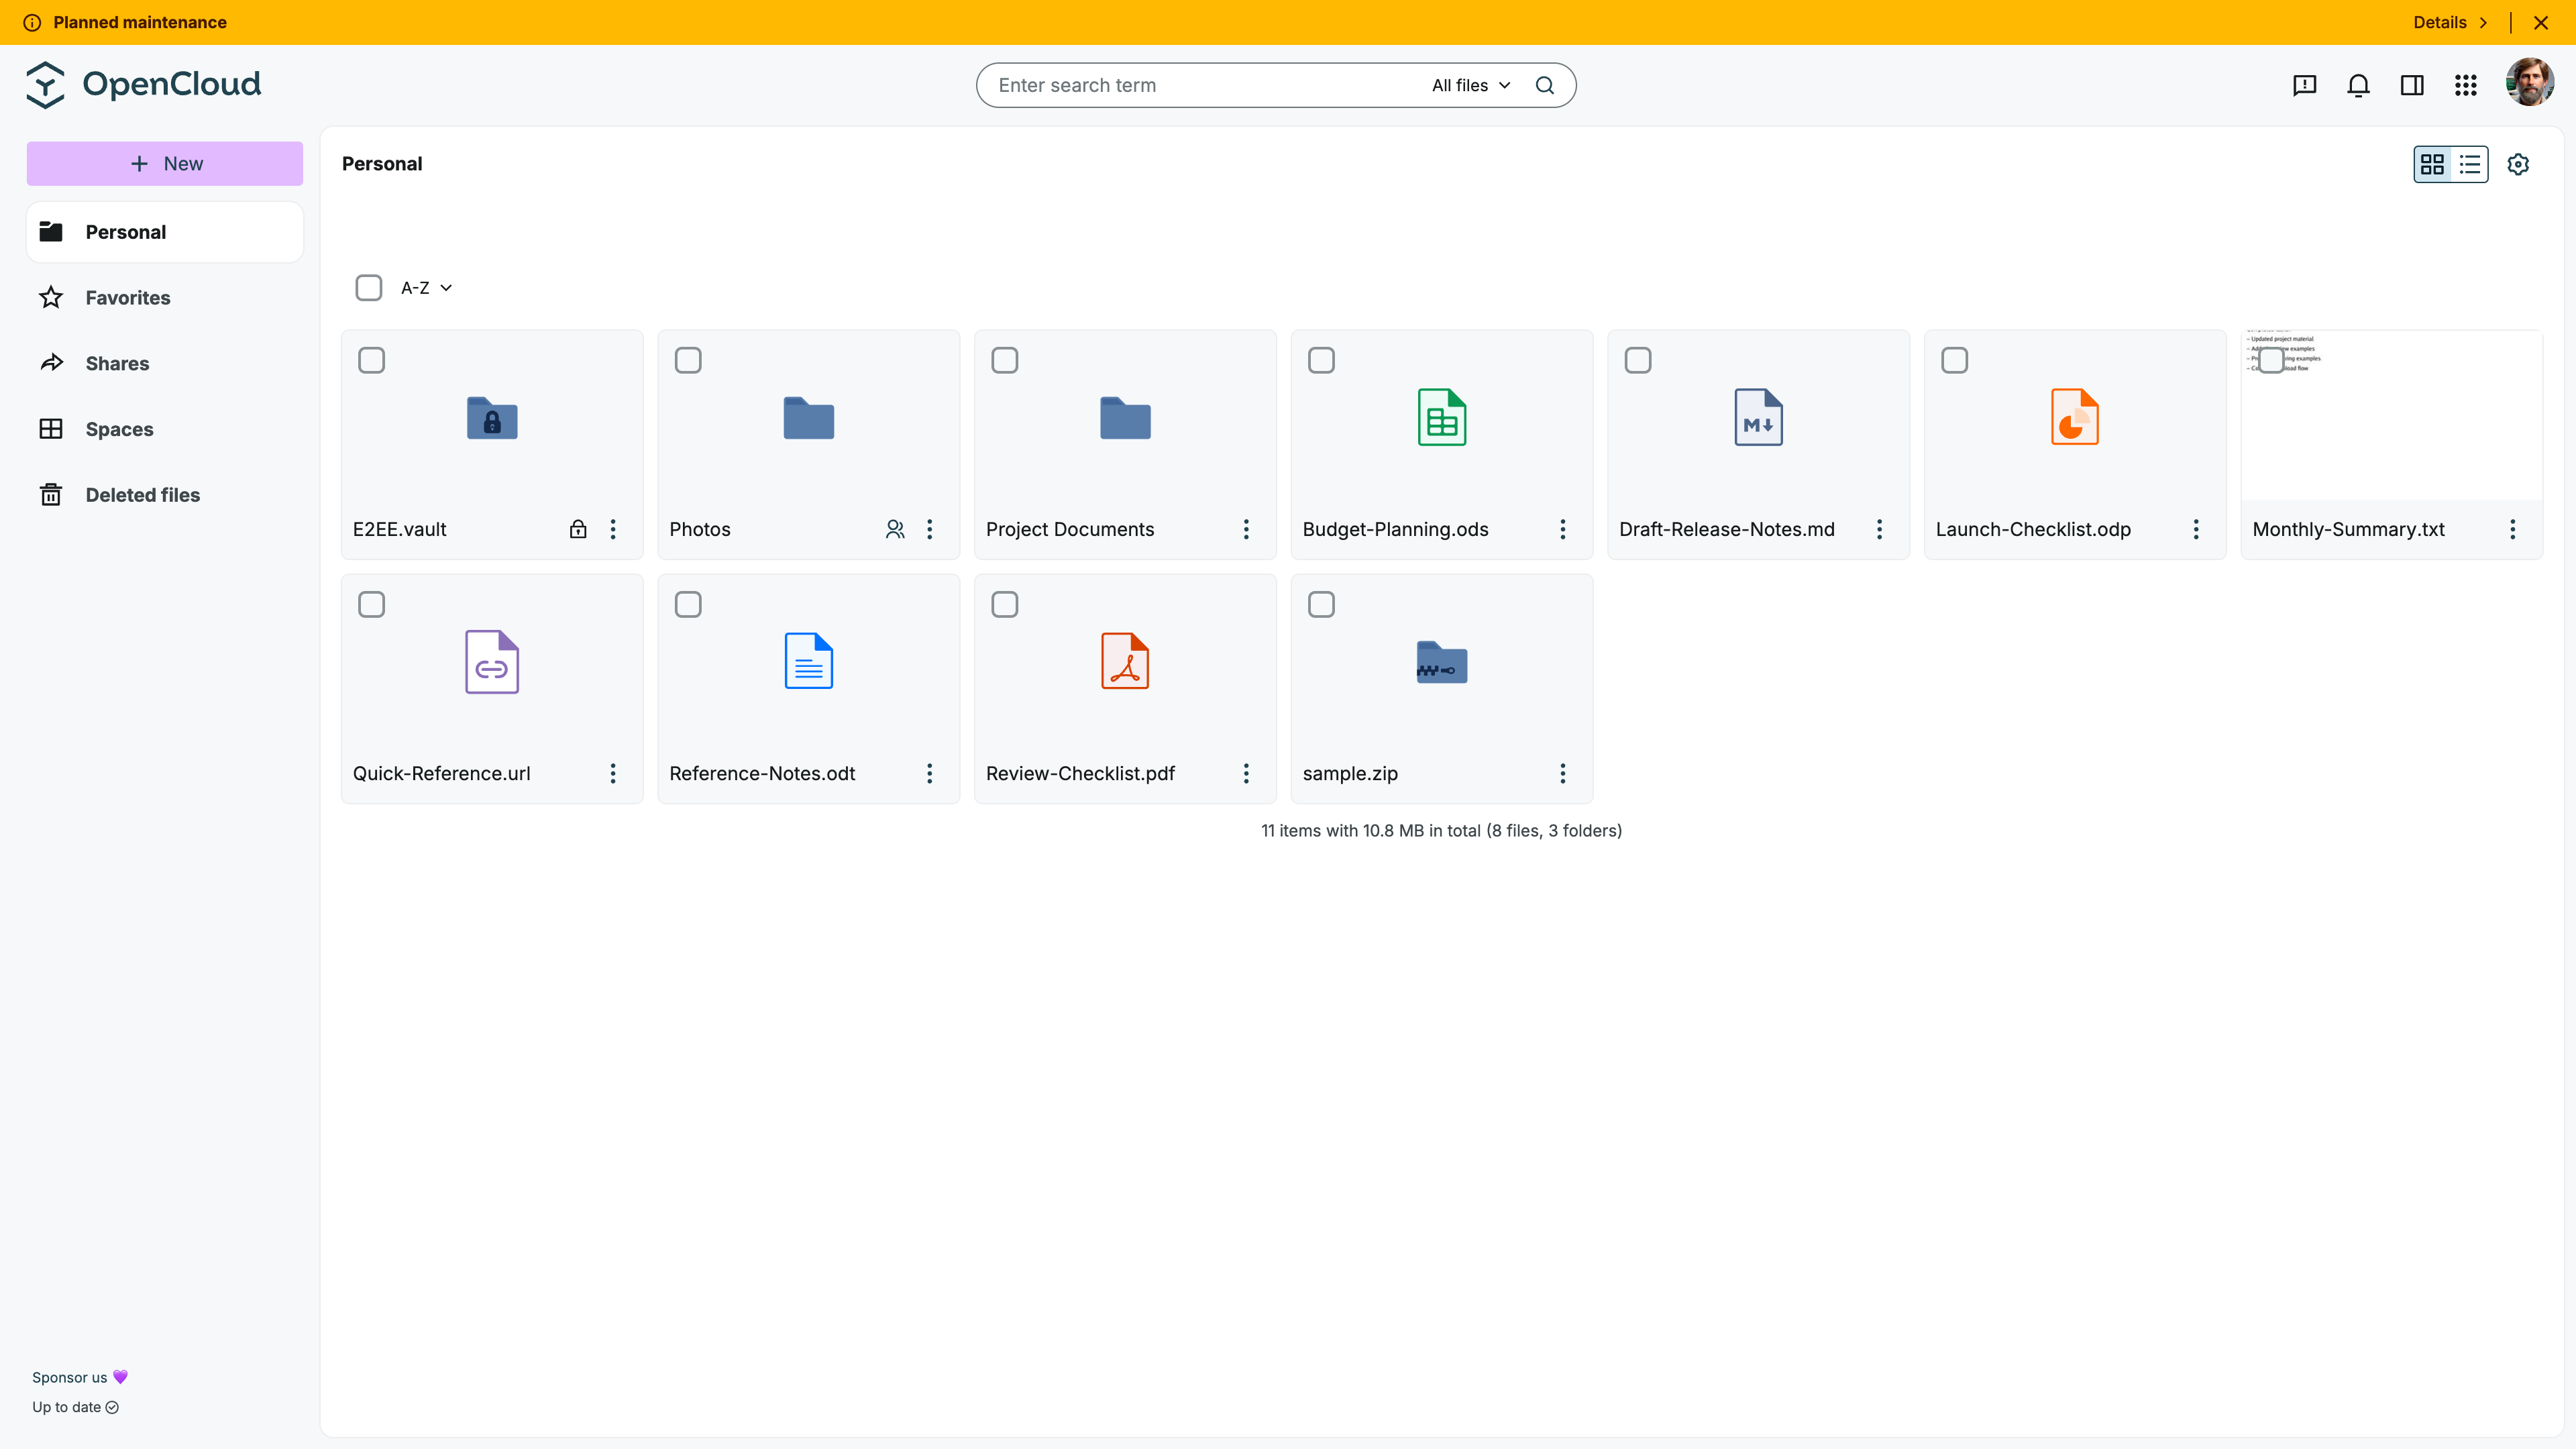 Planned maintenance
Details
OpenCloud
Enter search term
All files
New
Personal
Personal
Favorites
Shares
Spaces
Deleted files
A-Z
– Updated project material
E2EE.vault
Photos
Project Documents
Budget-Planning.ods
Draft-Release-Notes.md
Launch-Checklist.odp
Monthly-Summary.txt
Quick-Reference.url
Reference-Notes.odt
Review-Checklist.pdf
sample.zip
11 items with 10.8 MB in total (8 files, 3 folders)
Sponsor us 💜
Up to date